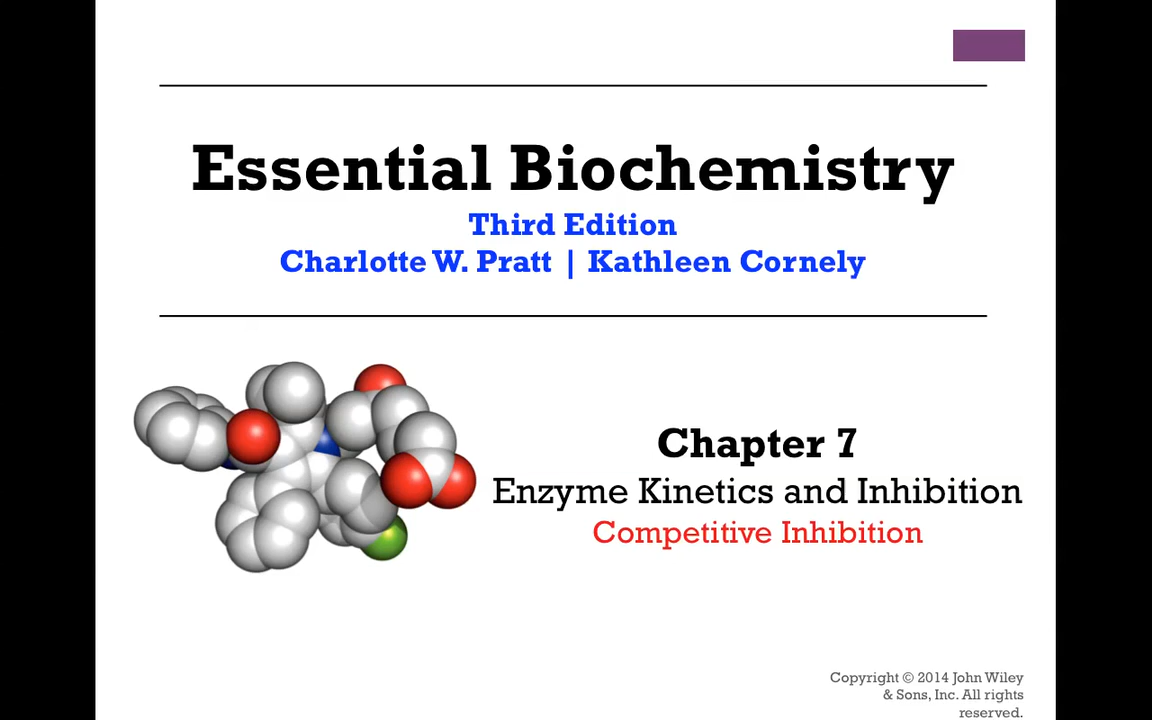 Essential Biochemistry
Third Edition
Charlotte W. Pratt | Kathleen Cornely
Chapter 7
Enzyme Kinetics and Inhibition
Competitive Inhibition
Copyright © 2014 John Wiley
& Sons, Inc. All rights
reserved.